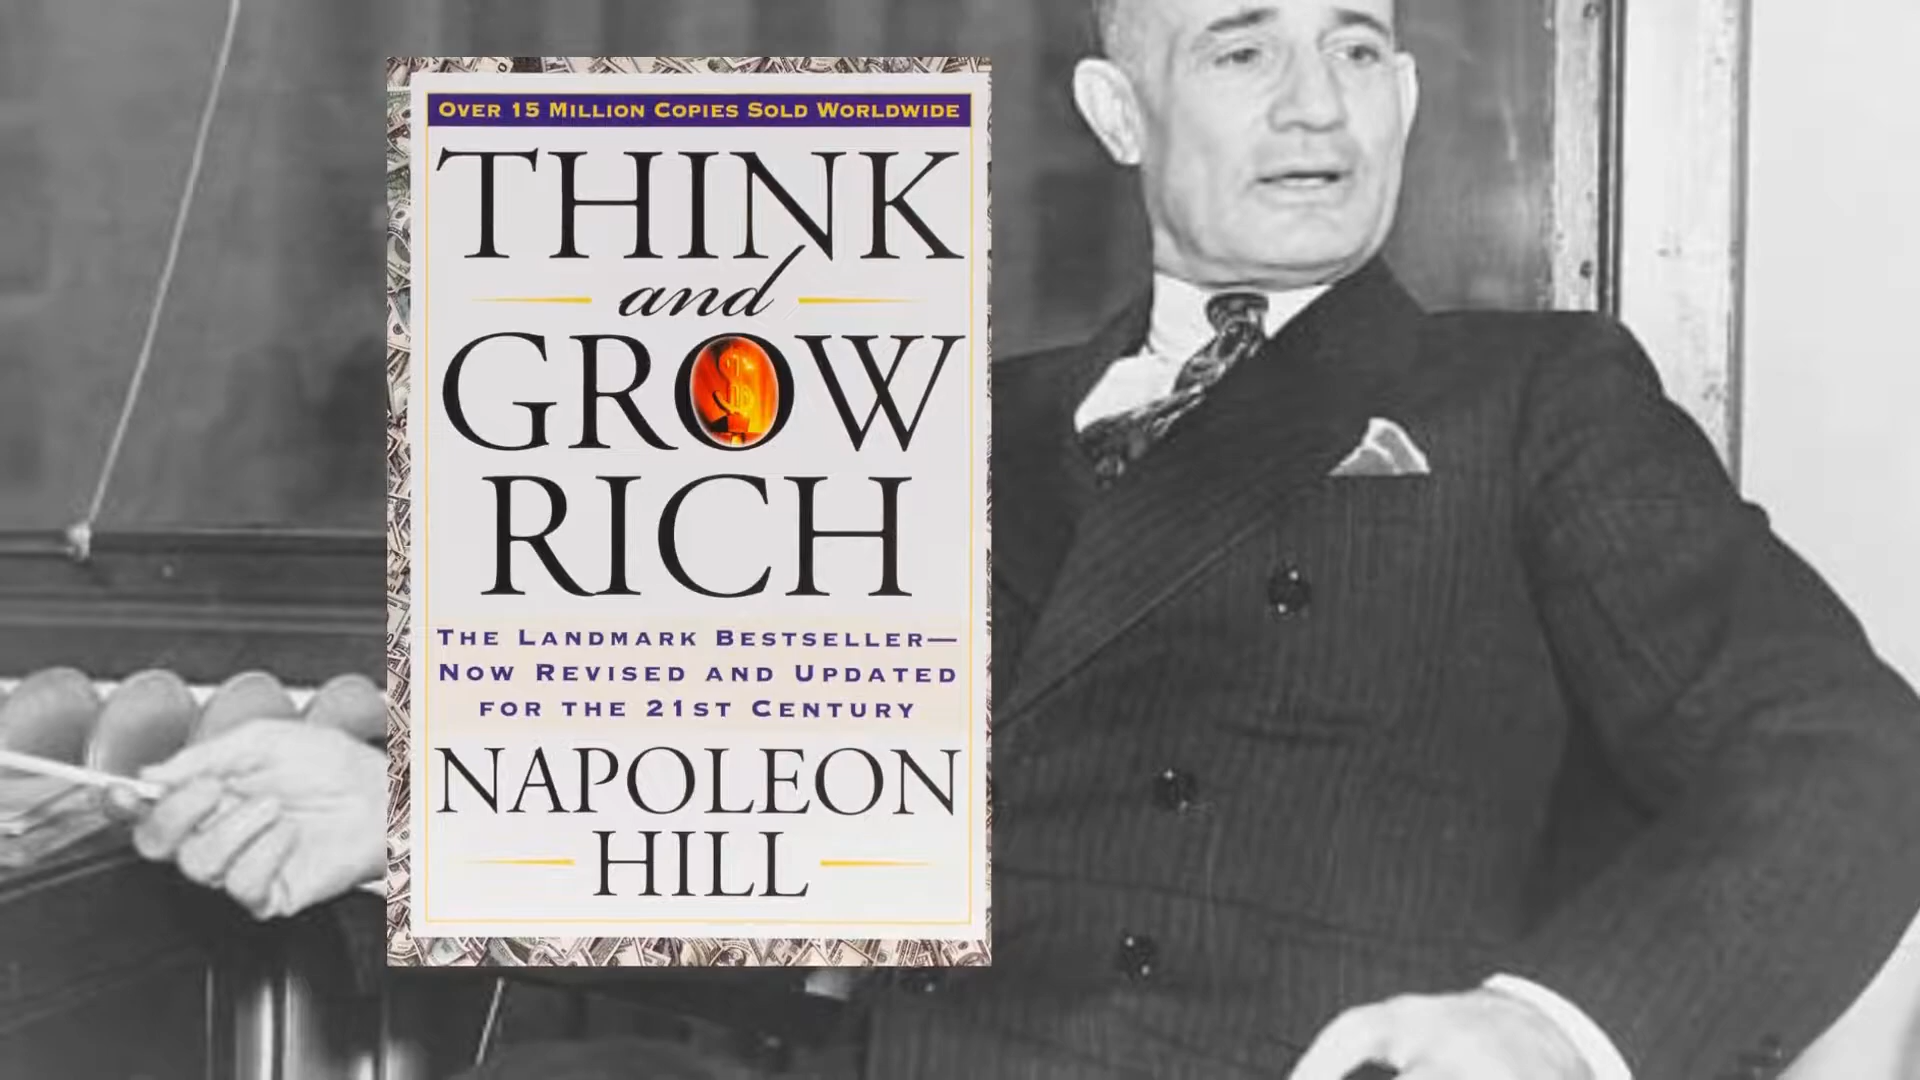 OVER 15 MILLION COPIES SOLD WORLDWIDE
THINK
and
GROW
RICH
THE LANDMARK BESTSELLER—
NOW REVISED AND UPDATED
FOR THE 21ST CENTURY
NAPOLEON
HILL